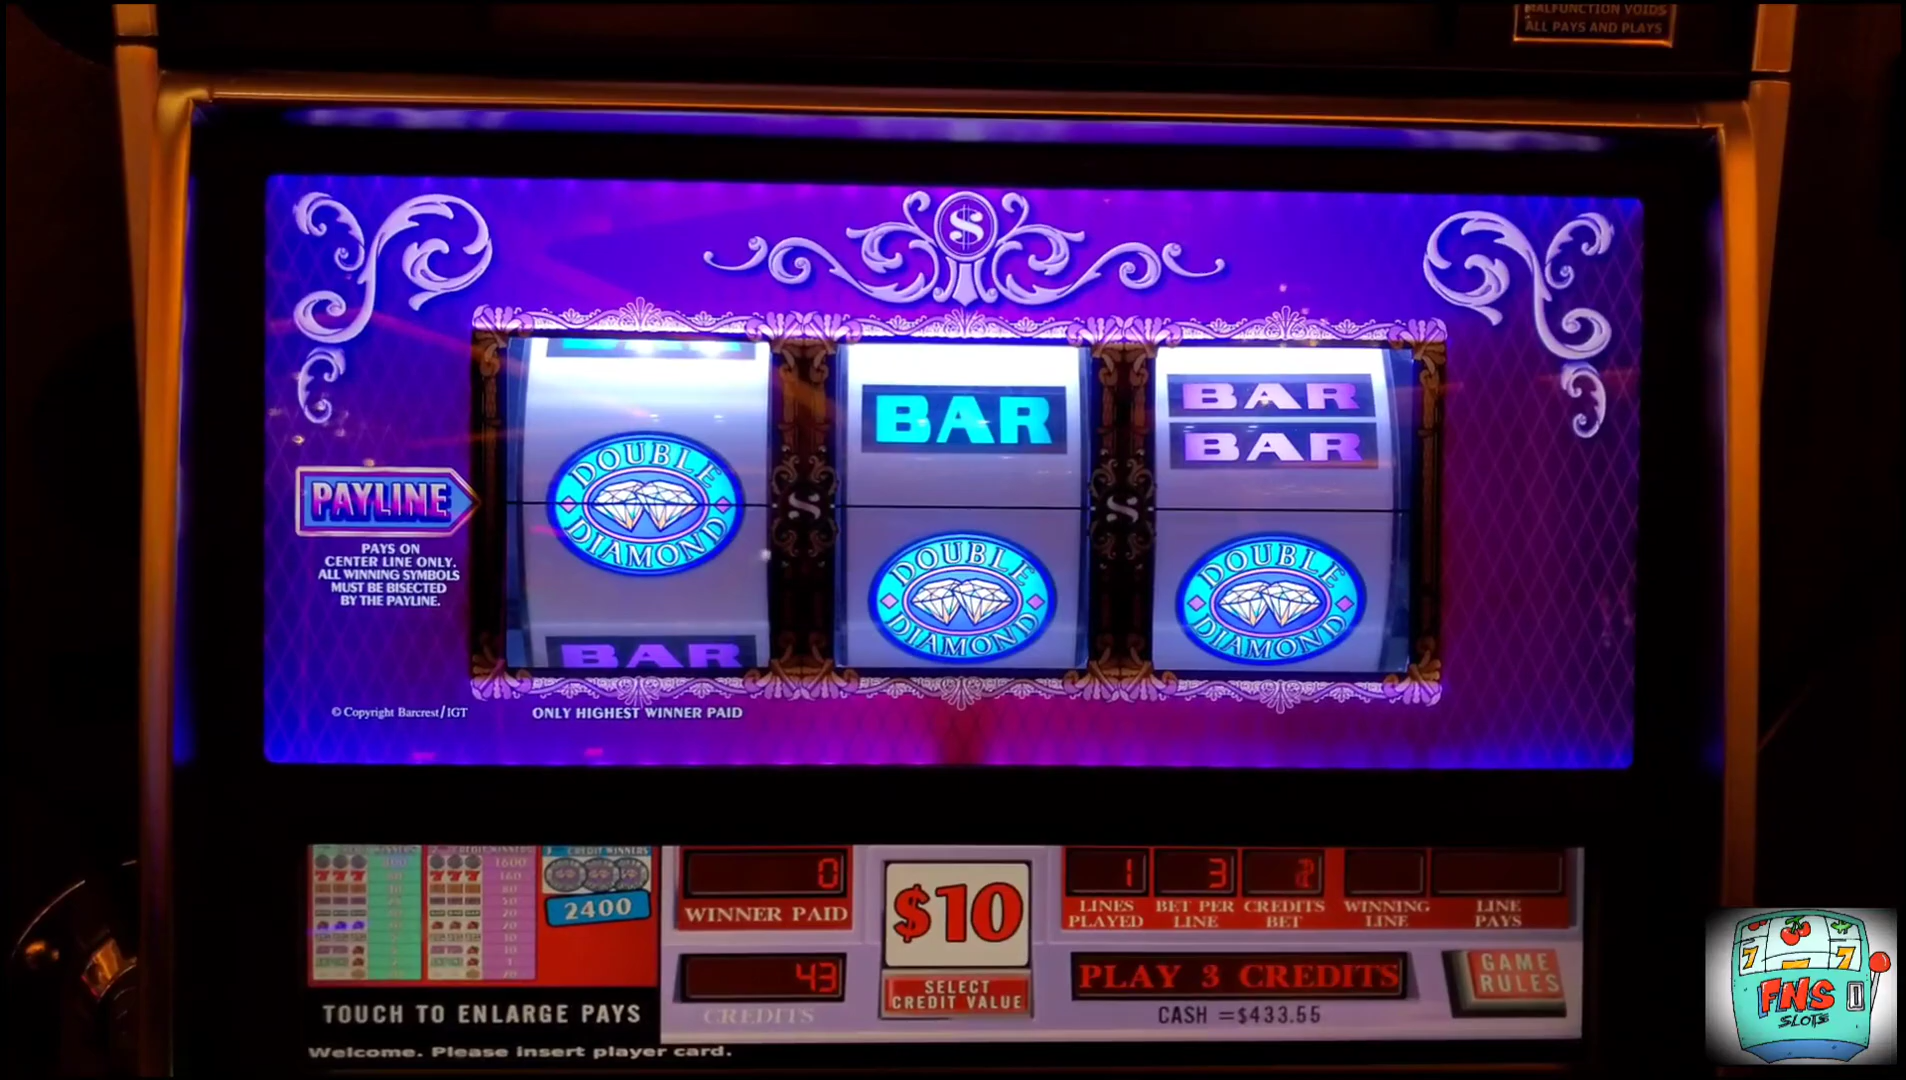 MALFUNCTION VOIDS
ALL PAYS AND PLAYS
$
BAR
BAR
BAR
DOUBLE
DIAMOND
PAYLINE
$
$
PAYS ON
CENTER LINE ONLY.
ALL WINNING SYMBOLS
MUST BE BISECTED
BY THE PAYLINE.
DOUBLE
DIAMOND
DOUBLE
DIAMOND
BAR
© Copyright Barcrest/IGT
ONLY HIGHEST WINNER PAID
1600
160
2400
0
WINNER PAID
$10
SELECT
CREDIT VALUE
1
LINES
PLAYED
3
BET PER
LINE
CREDITS
BET
WINNING
LINE
LINE
PAYS
43
CREDITS
PLAY 3 CREDITS
CASH =$433.55
GAME
RULES
TOUCH TO ENLARGE PAYS
Welcome. Please insert player card.
7 7
FNS
SLOTS